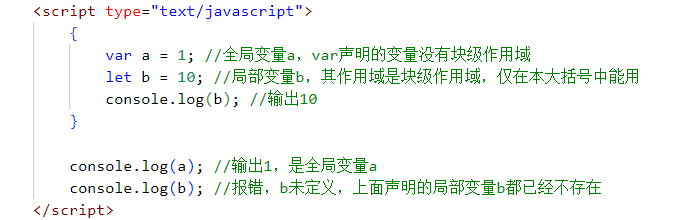 <script type="text/javascript">
{
var a = 1; //全局变量a，var声明的变量没有块级作用域
let b = 10; //局部变量b，其作用域是块级作用域，仅在本大括号中能用
console.log(b); //输出10
}
console.log(a); //输出1，是全局变量a
console.log(b); //报错，b未定义，上面声明的局部变量b都已经不存在
</script>